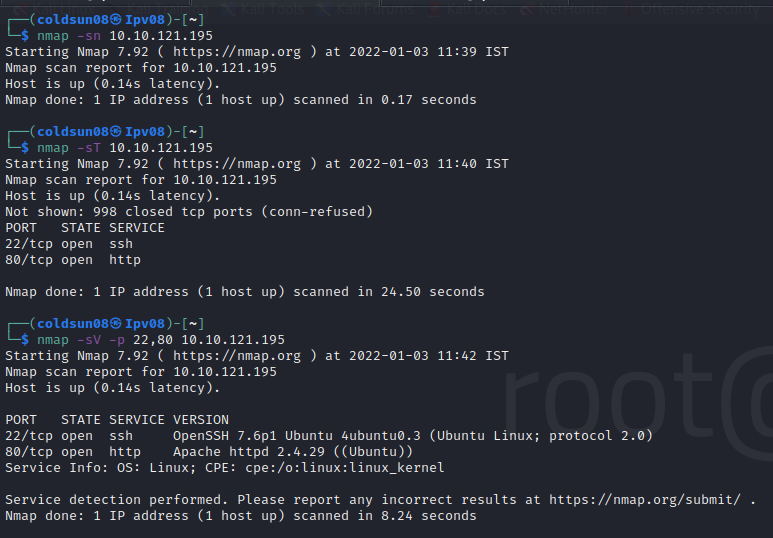 Kali Tools Kali Forums Kali Docs NetHunter Offensive Security
┌──(coldsun08㉿Ipv08)-[~]
└─$ nmap -sn 10.10.121.195
Starting Nmap 7.92 ( https://nmap.org ) at 2022-01-03 11:39 IST
Nmap scan report for 10.10.121.195
Host is up (0.14s latency).
Nmap done: 1 IP address (1 host up) scanned in 0.17 seconds
┌──(coldsun08㉿Ipv08)-[~]
└─$ nmap -sT 10.10.121.195
Starting Nmap 7.92 ( https://nmap.org ) at 2022-01-03 11:40 IST
Nmap scan report for 10.10.121.195
Host is up (0.14s latency).
Not shown: 998 closed tcp ports (conn-refused)
PORT   STATE SERVICE
22/tcp open  ssh
80/tcp open  http
Nmap done: 1 IP address (1 host up) scanned in 24.50 seconds
┌──(coldsun08㉿Ipv08)-[~]
└─$ nmap -sV -p 22,80 10.10.121.195
Starting Nmap 7.92 ( https://nmap.org ) at 2022-01-03 11:42 IST
Nmap scan report for 10.10.121.195
Host is up (0.14s latency).
root@
PORT   STATE SERVICE VERSION
22/tcp open  ssh     OpenSSH 7.6p1 Ubuntu 4ubuntu0.3 (Ubuntu Linux; protocol 2.0)
80/tcp open  http    Apache httpd 2.4.29 ((Ubuntu))
Service Info: OS: Linux; CPE: cpe:/o:linux:linux_kernel
Service detection performed. Please report any incorrect results at https://nmap.org/submit/ .
Nmap done: 1 IP address (1 host up) scanned in 8.24 seconds